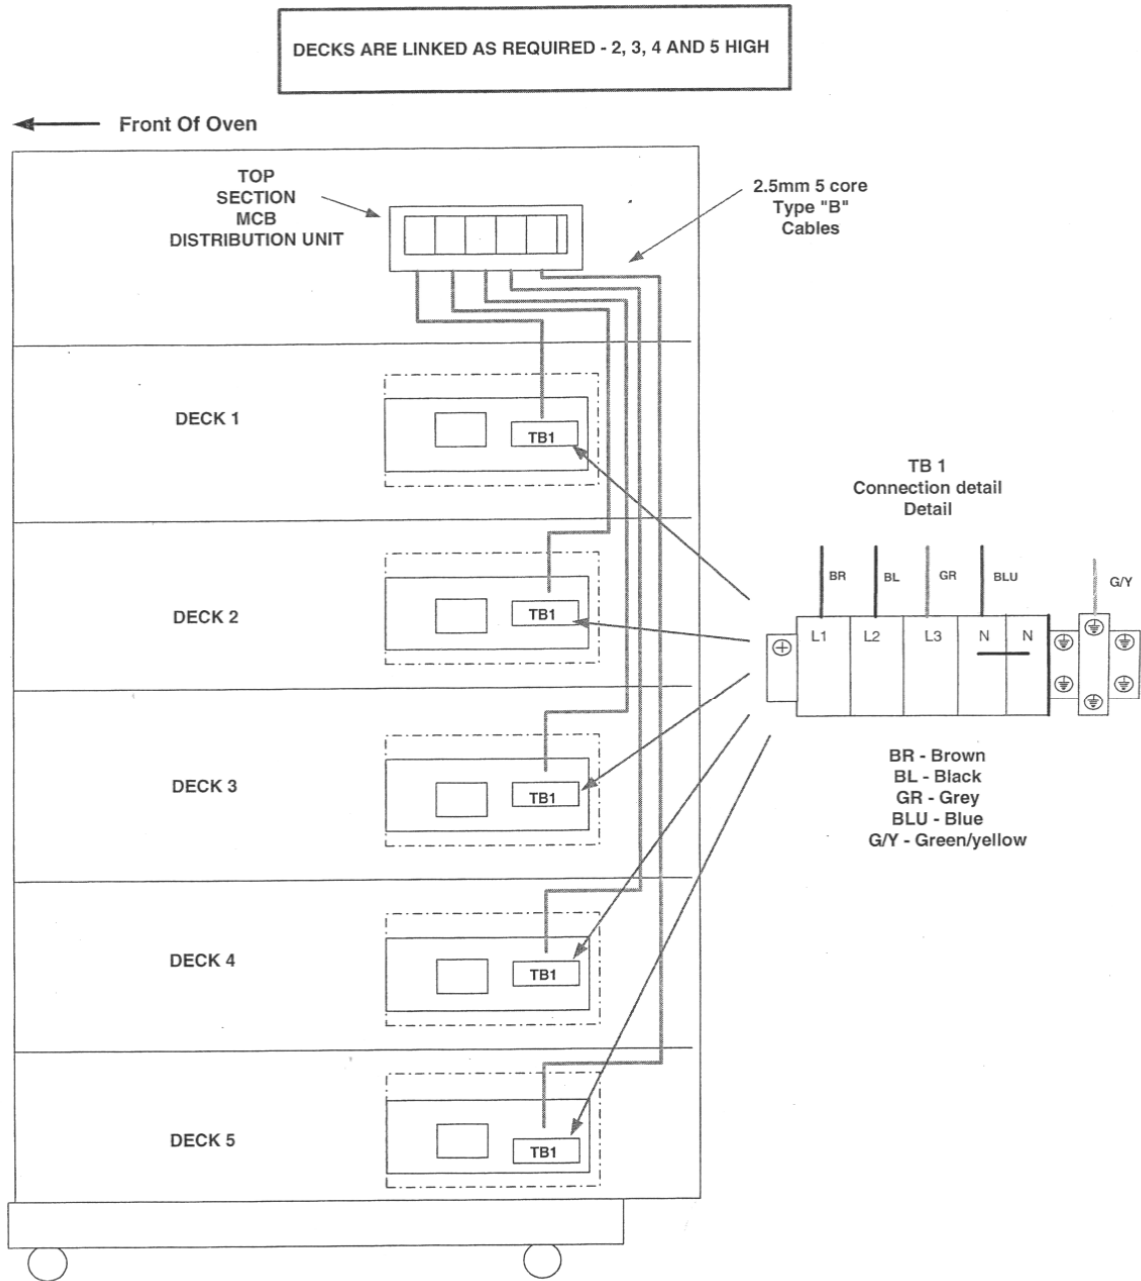 DECKS ARE LINKED AS REQUIRED - 2, 3, 4 AND 5 HIGH
Front Of Oven
TOP
SECTION
MCB
DISTRIBUTION UNIT
2.5mm 5 core
Type "B"
Cables
DECK 1
TB1
DECK 2
TB1
DECK 3
TB1
DECK 4
TB1
DECK 5
TB1
TB 1
Connection detail
Detail
BR BL GR BLU G/Y
L1 L2 L3 N N
BR - Brown
BL - Black
GR - Grey
BLU - Blue
G/Y - Green/yellow